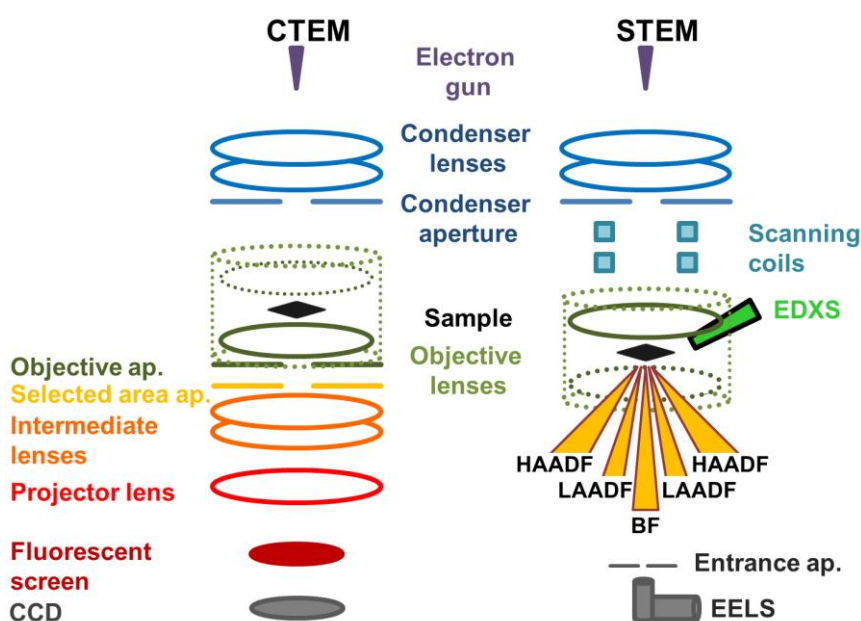 CTEM
STEM
Electron
gun
Condenser
lenses
Condenser
aperture
Scanning
coils
EDXS
Sample
Objective
lenses
Objective ap.
Selected area ap.
Intermediate
lenses
Projector lens
HAADF
HAADF
LAADF
LAADF
BF
Fluorescent
screen
CCD
Entrance ap.
EELS